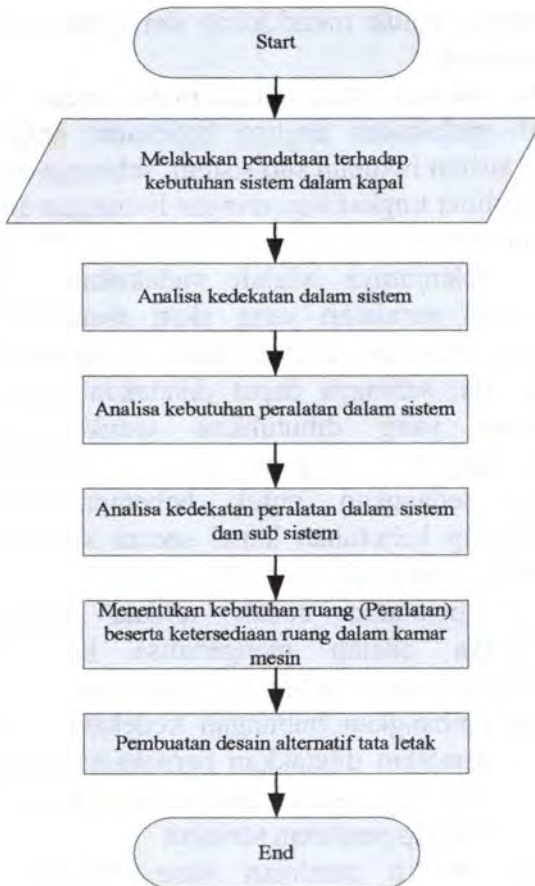 Start
Melakukan pendataan terhadap
kebutuhan sistem dalam kapal
Analisa kedekatan dalam sistem
Analisa kebutuhan peralatan dalam sistem
Analisa kedekatan peralatan dalam sistem
dan sub sistem
Menentukan kebutuhan ruang (Peralatan)
beserta ketersediaan ruang dalam kamar
mesin
Pembuatan desain alternatif tata letak
End